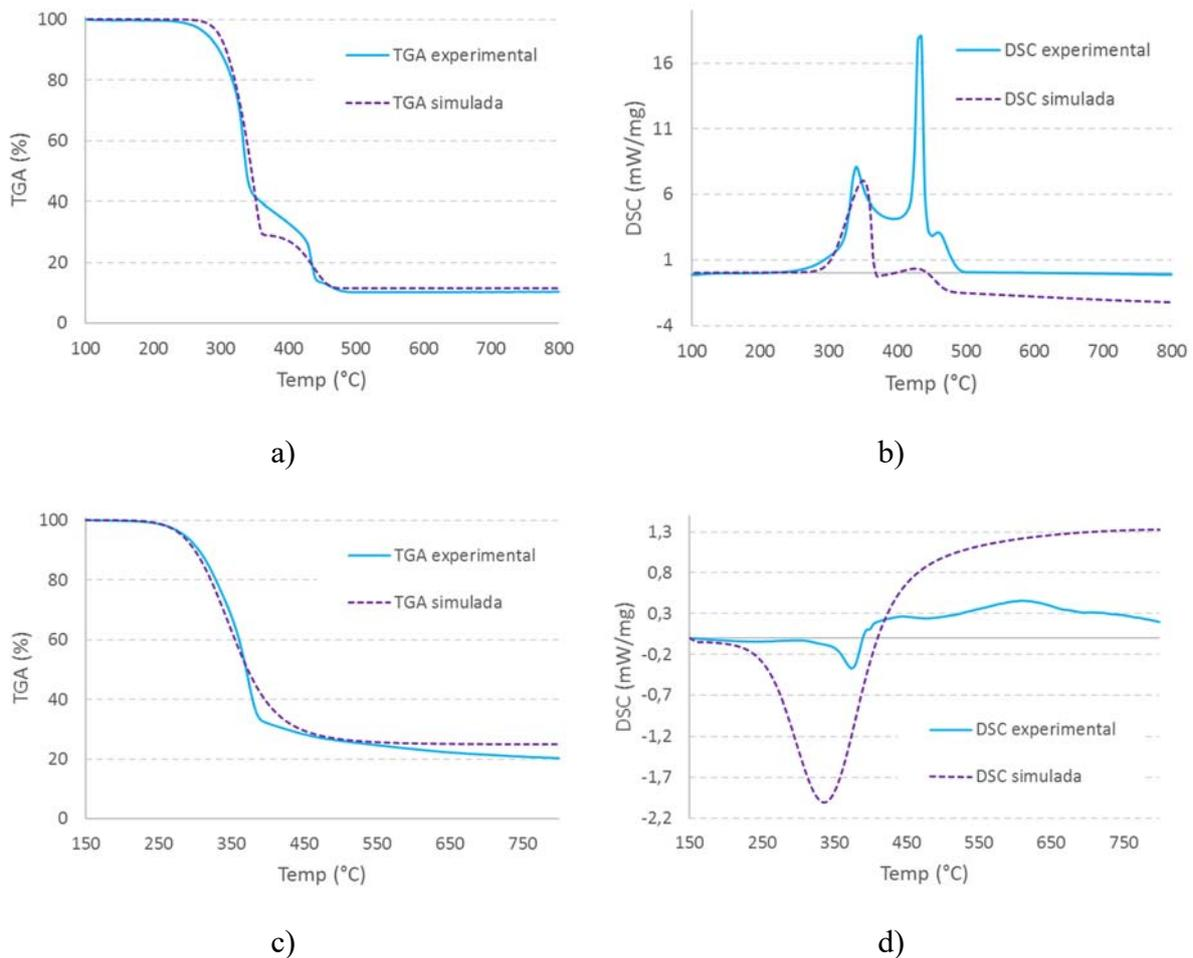 TGA (%)
100
80
60
40
20
0
TGA experimental
TGA simulada
100 200 300 400 500 600 700 800
Temp (°C)
a)
DSC (mW/mg)
16
11
6
1
-4
DSC experimental
DSC simulada
100 200 300 400 500 600 700 800
Temp (°C)
b)
TGA (%)
100
80
60
40
20
0
TGA experimental
TGA simulada
150 250 350 450 550 650 750
Temp (°C)
c)
DSC (mW/mg)
1,3
0,8
0,3
-0,2
-0,7
-1,2
-1,7
-2,2
DSC experimental
DSC simulada
150 250 350 450 550 650 750
Temp (°C)
d)